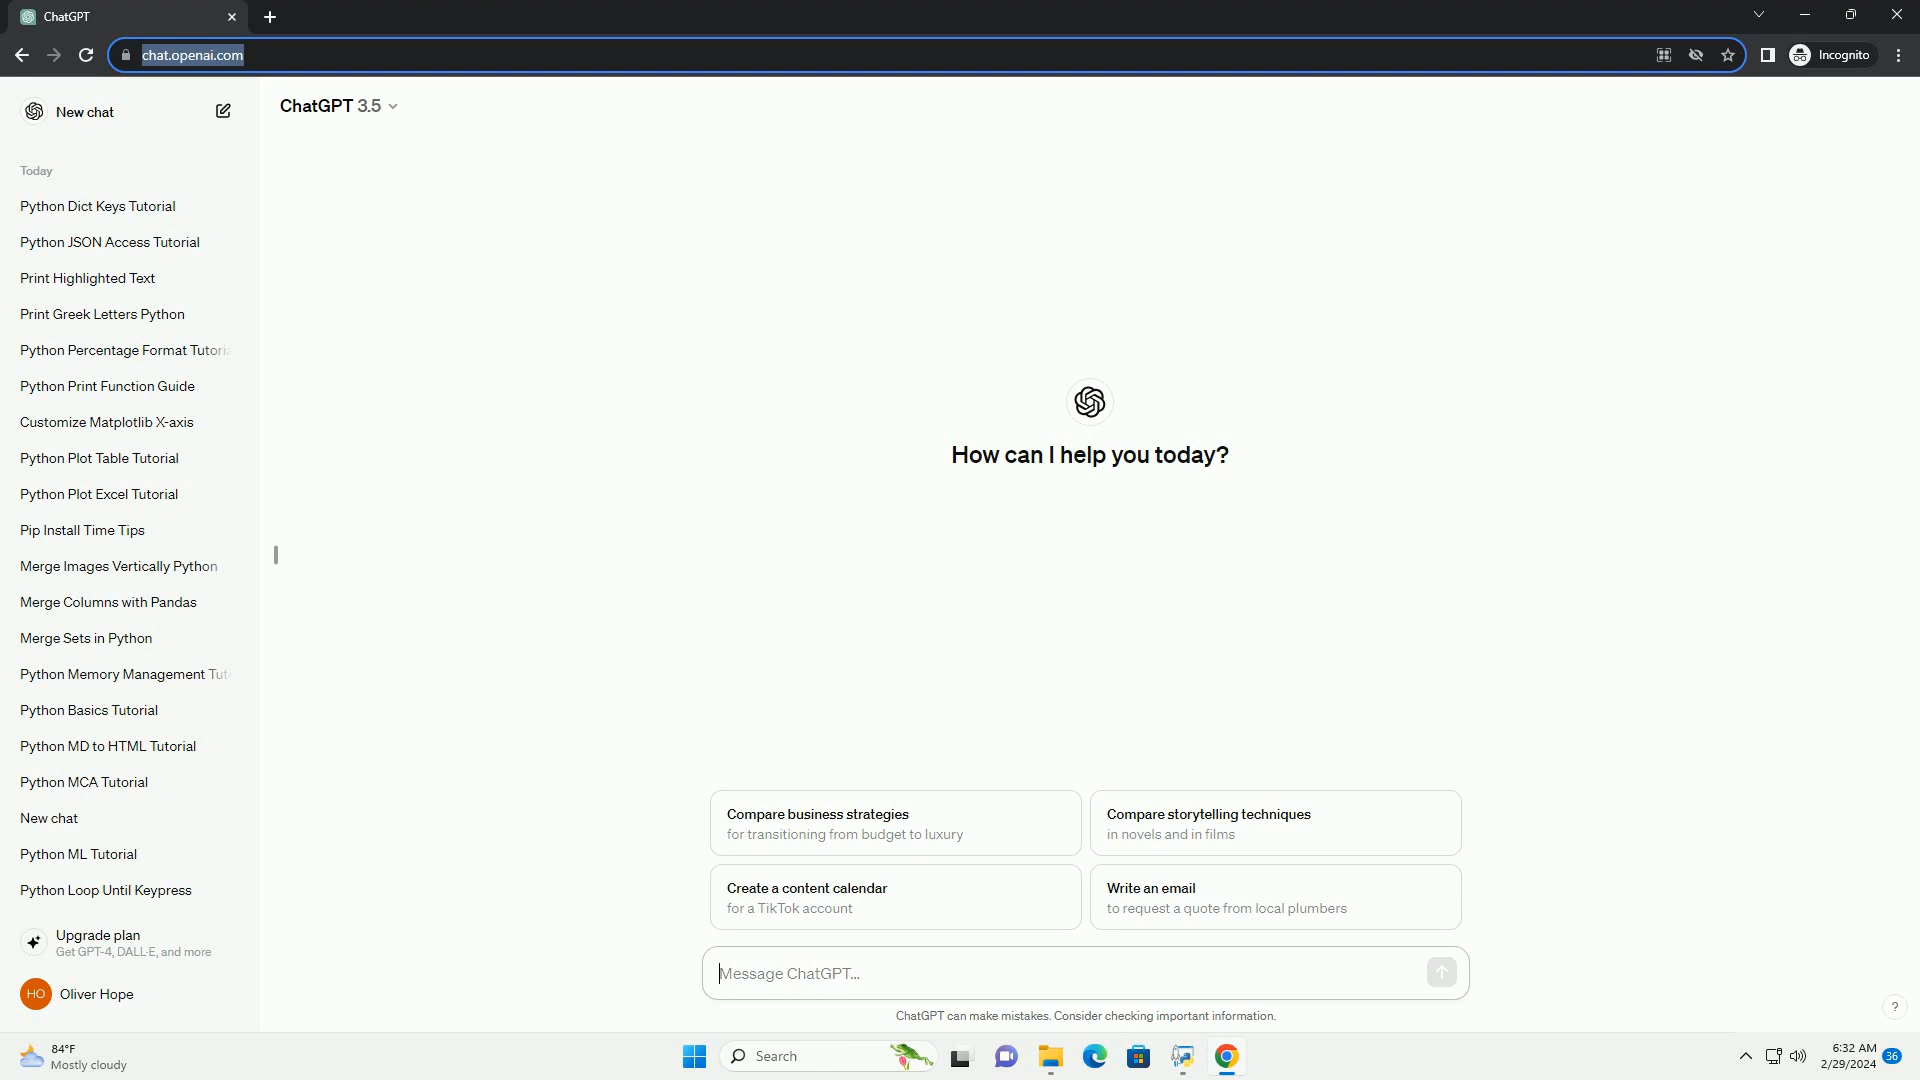 ChatGPT
chat.openai.com
Incognito
New chat
ChatGPT 3.5
Today
Python Dict Keys Tutorial
Python JSON Access Tutorial
Print Highlighted Text
Print Greek Letters Python
Python Percentage Format Tutoria
Python Print Function Guide
Customize Matplotlib X-axis
Python Plot Table Tutorial
Python Plot Excel Tutorial
Pip Install Time Tips
Merge Images Vertically Python
Merge Columns with Pandas
Merge Sets in Python
Python Memory Management Tut
Python Basics Tutorial
Python MD to HTML Tutorial
Python MCA Tutorial
New chat
Python ML Tutorial
Python Loop Until Keypress
Upgrade plan
Get GPT-4, DALL·E, and more
HO
Oliver Hope
How can I help you today?
Compare business strategies
for transitioning from budget to luxury
Compare storytelling techniques
in novels and in films
Create a content calendar
for a TikTok account
Write an email
to request a quote from local plumbers
Message ChatGPT...
ChatGPT can make mistakes. Consider checking important information.
?
84°F
Mostly cloudy
Search
6:32 AM
2/29/2024
36